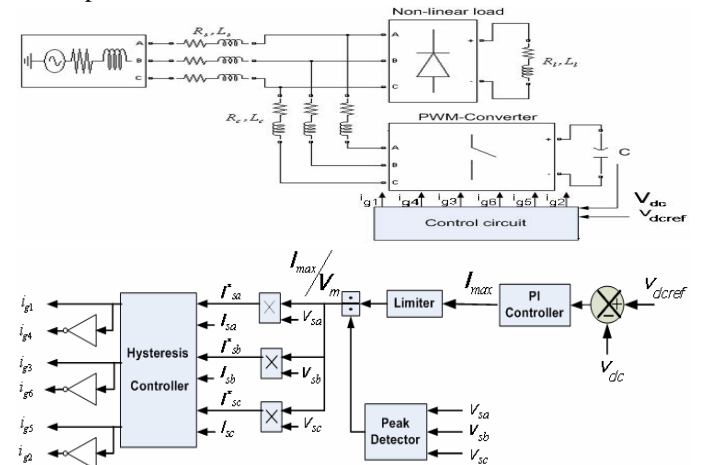 Non-linear load
R_s, L_s
A
B
C
A
B
C
+
-
R_l, L_l
R_c, L_c
PWM-Converter
A
B
C
+
-
C
i_g1 i_g4 i_g3 i_g6 i_g5 i_g2
V_dc
V_dcref
Control circuit
I_max/V_m
I_max
i_g1
i_g4
i_g3
i_g6
i_g5
i_g2
Hysteresis
Controller
I*_sa
I_sa
I*_sb
I_sb
I*_sc
I_sc
V_sa
V_sb
V_sc
Limiter
PI
Controller
V_dcref
V_dc
Peak
Detector
V_sa
V_sb
V_sc